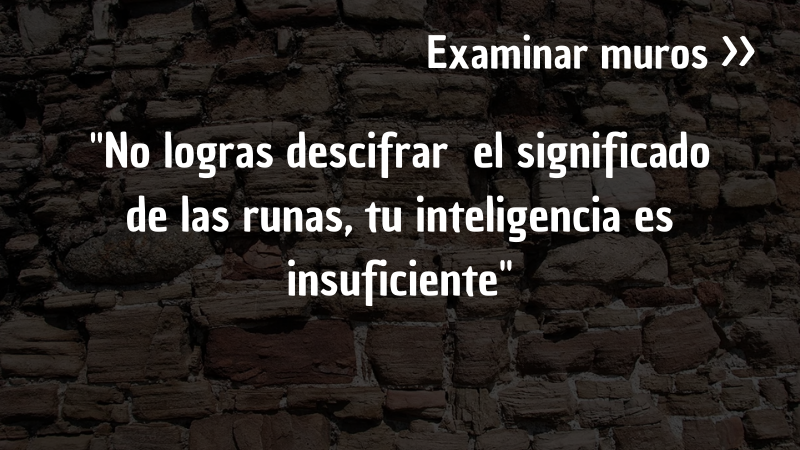 Examinar muros >>
"No logras descifrar  el significado
de las runas, tu inteligencia es
insuficiente"